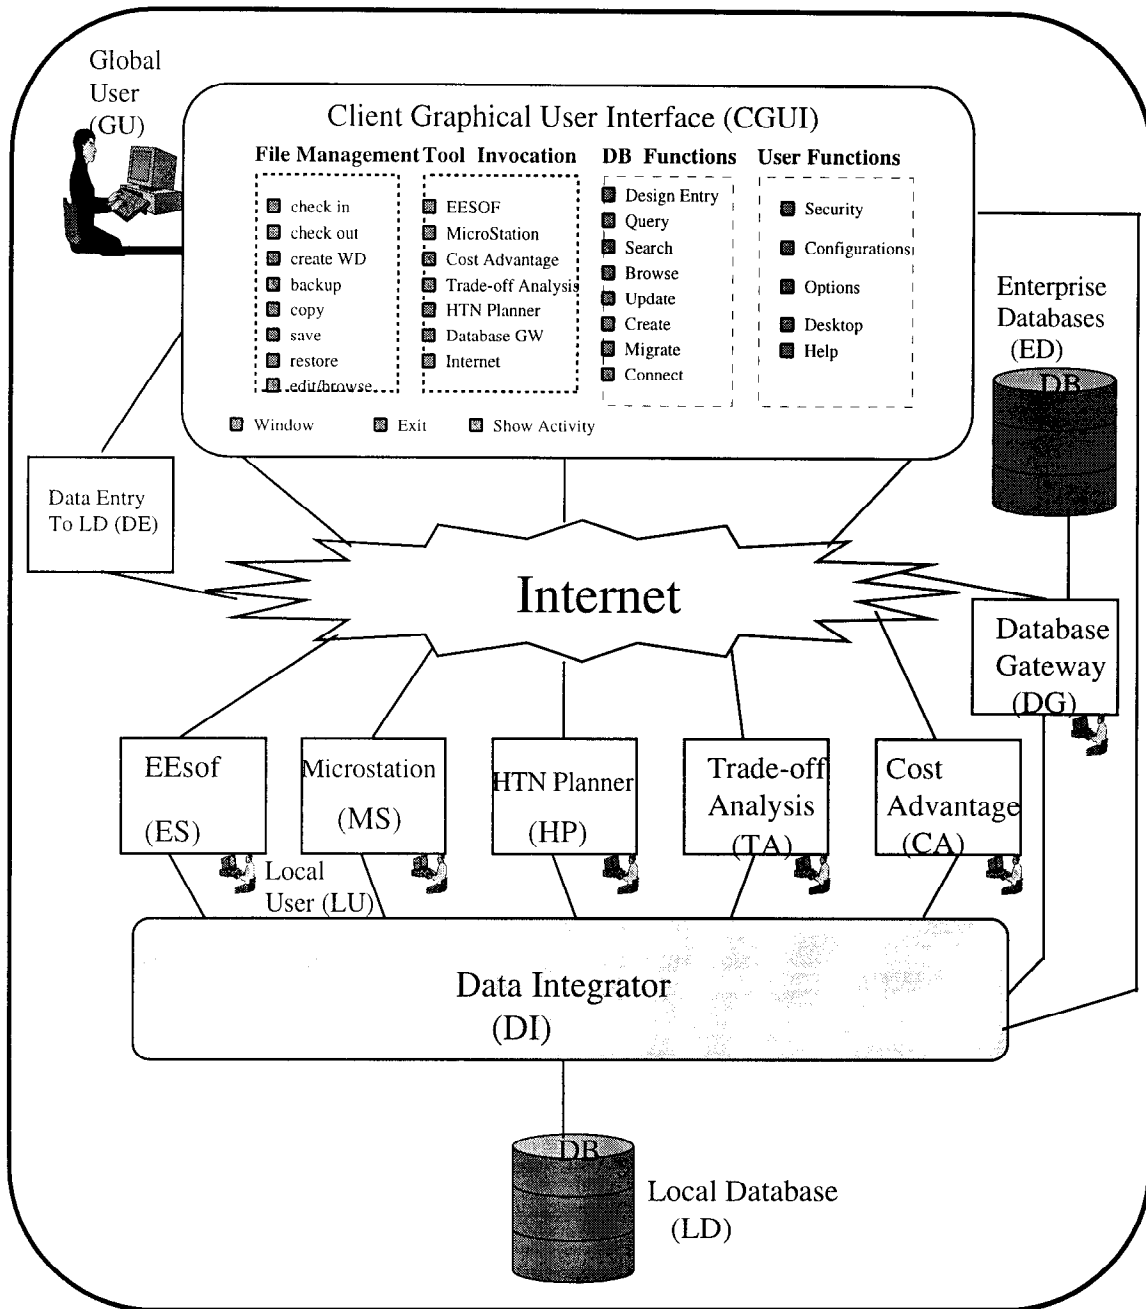 Global
User
(GU)
Client Graphical User Interface (CGUI)
File Management
check in
check out
create WD
backup
copy
save
restore
edit/browse
Tool Invocation
EESOF
MicroStation
Cost Advantage
Trade-off Analysis
HTN Planner
Database GW
Internet
DB Functions
Design Entry
Query
Search
Browse
Update
Create
Migrate
Connect
User Functions
Security
Configurations
Options
Desktop
Help
Window
Exit
Show Activity
Enterprise
Databases
(ED)
DB
Data Entry
To LD (DE)
Internet
Database
Gateway
(DG)
EEsof
(ES)
Microstation
(MS)
HTN Planner
(HP)
Trade-off
Analysis
(TA)
Cost
Advantage
(CA)
Local
User (LU)
Data Integrator
(DI)
DB
Local Database
(LD)